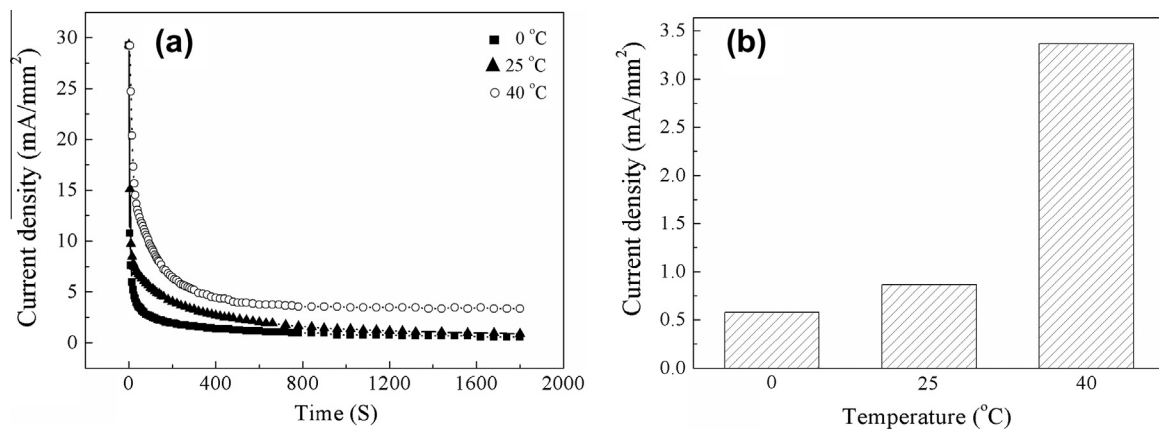 (a)
0 °C
25 °C
40 °C
30
25
20
15
10
5
0
Current density (mA/mm²)
0 400 800 1200 1600 2000
Time (S)
(b)
3.5
3.0
2.5
2.0
1.5
1.0
0.5
0.0
Current density (mA/mm²)
0 25 40
Temperature (°C)